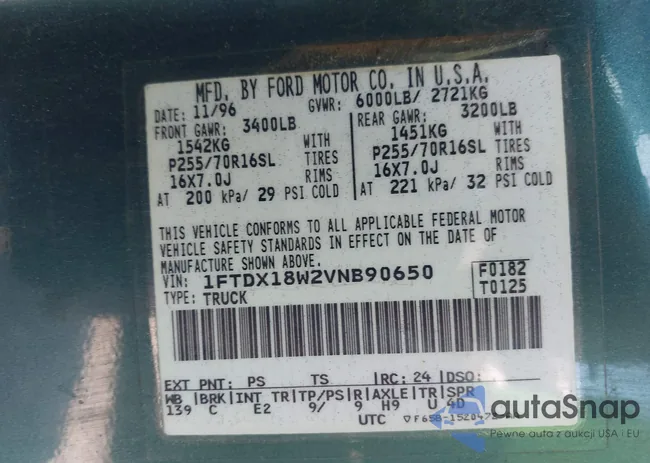 MFD. BY FORD MOTOR CO. IN U.S.A.
DATE: 11/96 GVWR: 6000LB/ 2721KG
FRONT GAWR: 3400LB REAR GAWR: 3200LB
1542KG WITH 1451KG WITH
P255/70R16SL TIRES P255/70R16SL TIRES
16X7.0J RIMS 16X7.0J RIMS
AT 200 kPa/ 29 PSI COLD AT 221 kPa/ 32 PSI COLD
THIS VEHICLE CONFORMS TO ALL APPLICABLE FEDERAL MOTOR
VEHICLE SAFETY STANDARDS IN EFFECT ON THE DATE OF
MANUFACTURE SHOWN ABOVE.
VIN: 1FTDX18W2VNB90650 F0182
TYPE: TRUCK T0125
EXT PNT: PS TS RC: 24 DSO:
WB BRK INT TR TP/PS R AXLE TR SPR
139 C E2 9/ 9 H9 U 4D
UTC
autoSnap
Pewne auta z aukcji USA i EU